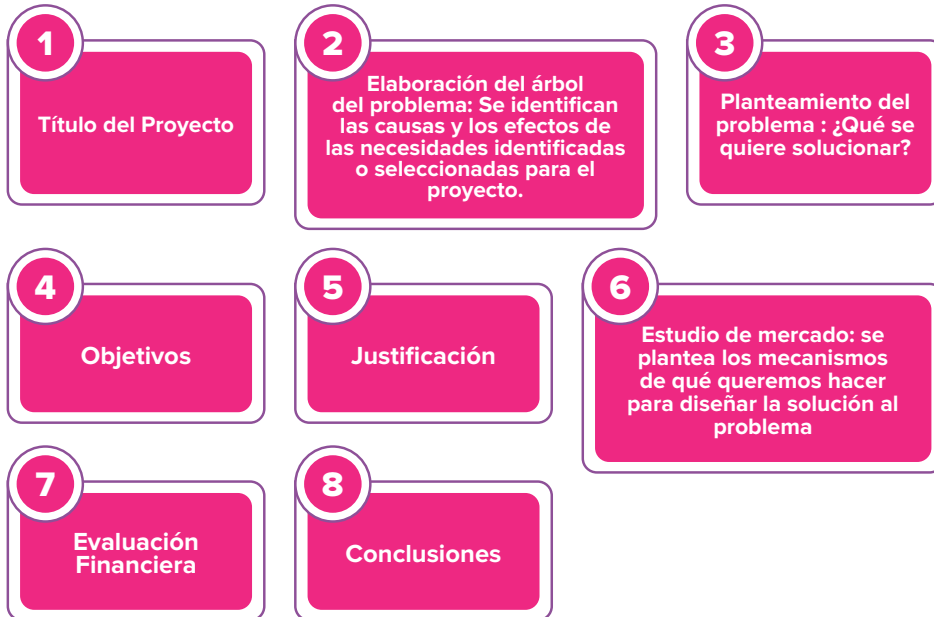 1
Título del Proyecto
2
Elaboración del árbol
del problema: Se identifican
las causas y los efectos de
las necesidades identificadas
o seleccionadas para el
proyecto.
3
Planteamiento del
problema : ¿Qué se
quiere solucionar?
4
Objetivos
5
Justificación
6
Estudio de mercado: se
plantea los mecanismos
de qué queremos hacer
para diseñar la solución al
problema
7
Evaluación
Financiera
8
Conclusiones